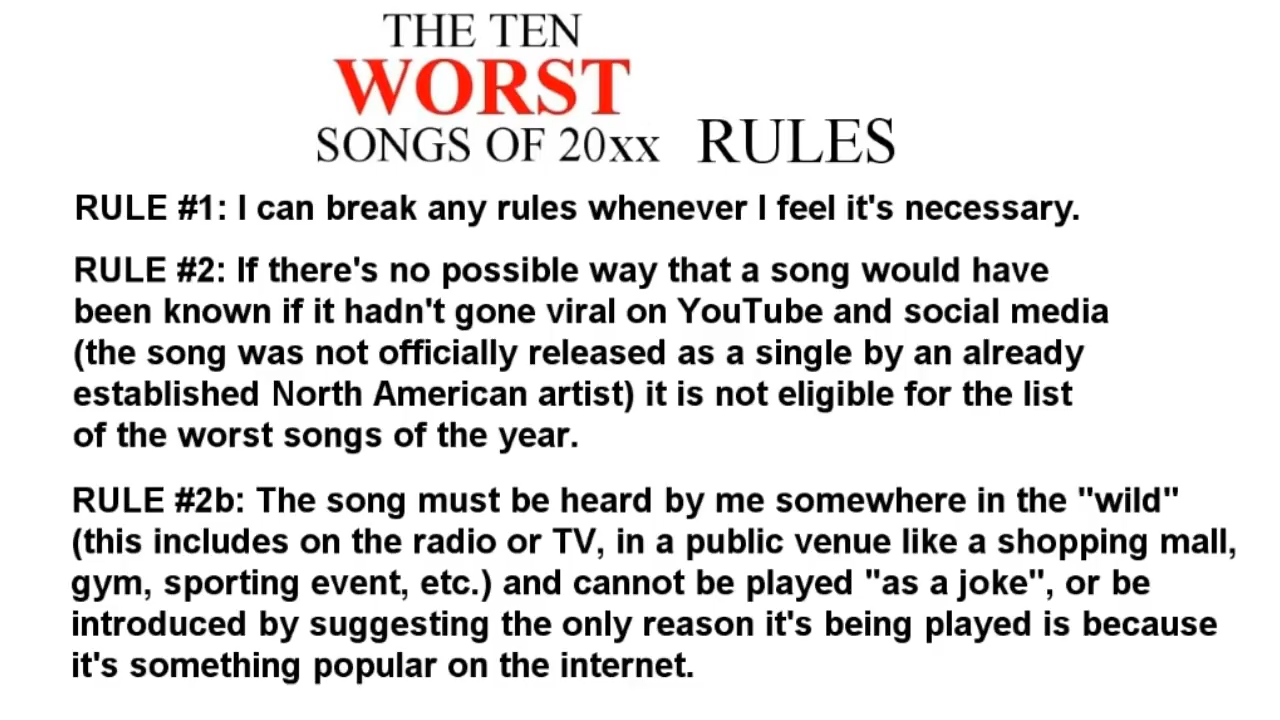 THE TEN
WORST
SONGS OF 20xx RULES
RULE #1: I can break any rules whenever I feel it's necessary.
RULE #2: If there's no possible way that a song would have
been known if it hadn't gone viral on YouTube and social media
(the song was not officially released as a single by an already
established North American artist) it is not eligible for the list
of the worst songs of the year.
RULE #2b: The song must be heard by me somewhere in the "wild"
(this includes on the radio or TV, in a public venue like a shopping mall,
gym, sporting event, etc.) and cannot be played "as a joke", or be
introduced by suggesting the only reason it's being played is because
it's something popular on the internet.